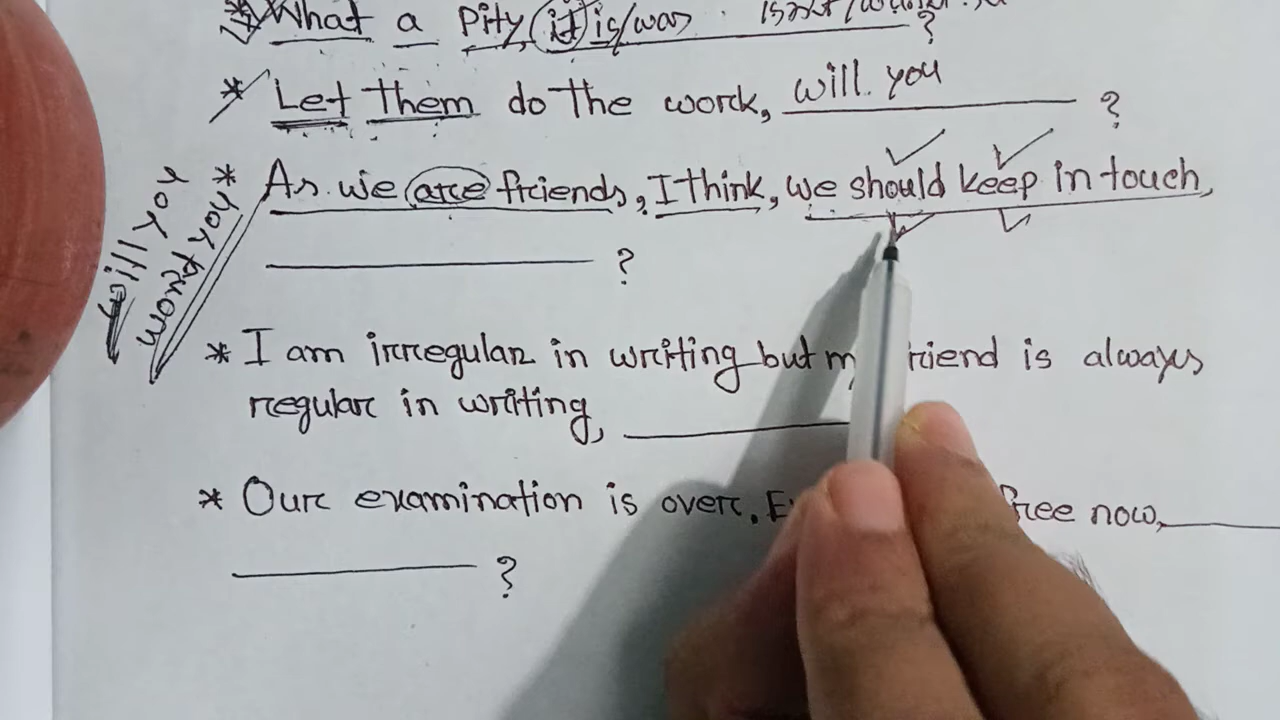 What a Pity, it is/was
?
* Let them do the work, will you ?
* As we are friends, I think, we should keep in touch,
?
will you
* I am irregular in writing but my friend is always
regular in writing,
* Our examination is over. free now,
?